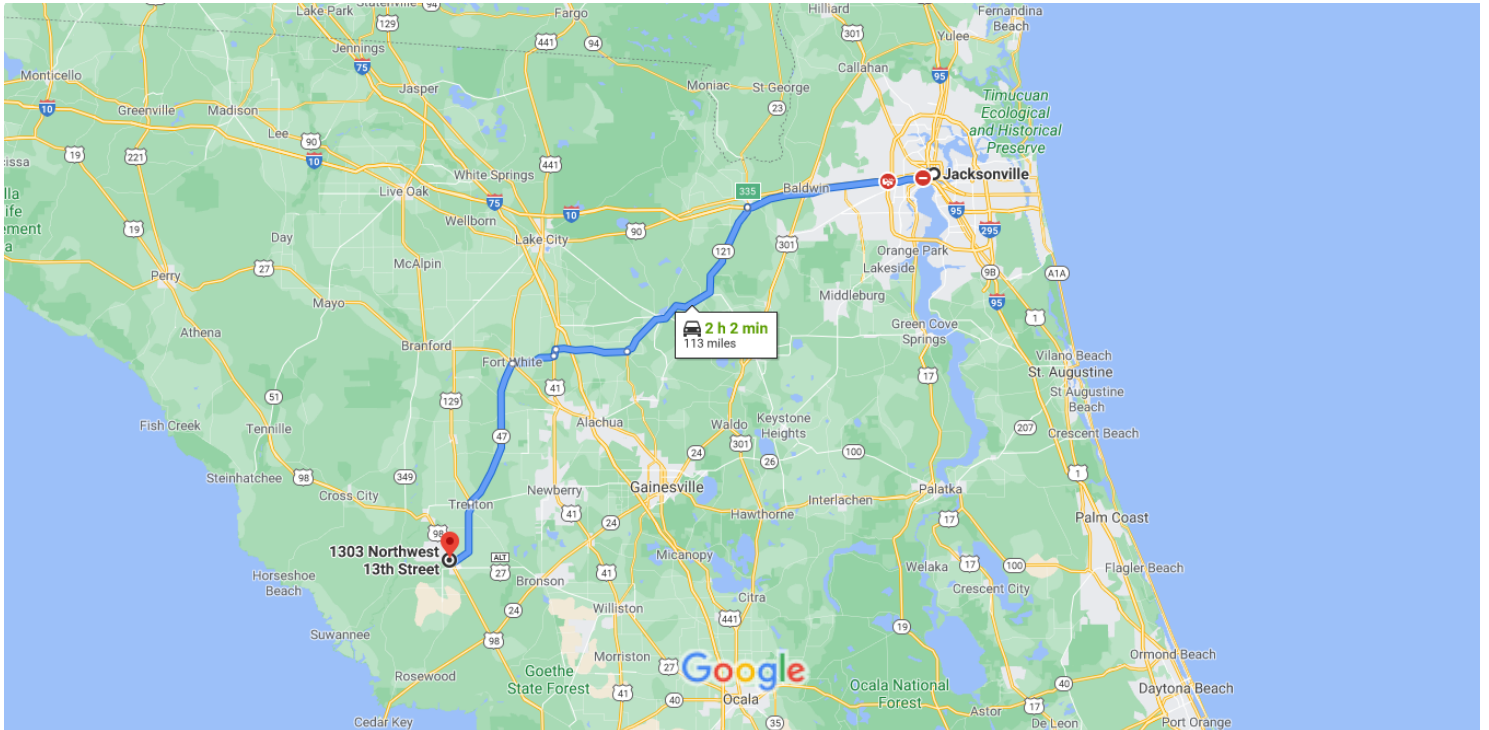 Lake Park
Statenville
94
129
Fargo
441
94
Hilliard
301
Fernandina
Beach
Yulee
Jennings
75
Callahan
95
Monticello
10
Greenville
Madison
Jasper
Moniac
St George
23
Timucuan
Ecological
and Historical
Preserve
Lee
90
19
221
10
441
White Springs
Live Oak
75
335
Baldwin
Jacksonville
Wellborn
10
90
Lake City
121
301
95
295
19
Day
McAlpin
Orange Park
Lakeside
27
Perry
9B
A1A
Mayo
Middleburg
95
2 h 2 min
113 miles
Green Cove
Springs
1
Athena
Branford
Fort White
41
17
Vilano Beach
St. Augustine
St Augustine
Beach
51
129
Fish Creek
Tennille
47
Alachua
Waldo
301
Keystone
Heights
207
Crescent Beach
24
26
100
1
Steinhatchee
98
349
Cross City
Newberry
Gainesville
Interlachen
Palatka
Trenton
41
24
Hawthorne
17
Palm Coast
98
1303 Northwest
13th Street
ALT
27
Bronson
41
Micanopy
Welaka
17
100
Flagler Beach
Horseshoe
Beach
Crescent City
24
Citra
Williston
441
19
Suwannee
98
Morriston
27
Google
Ormond Beach
Rosewood
Goethe
State Forest
41
40
Ocala
Ocala National
Forest
40
Daytona Beach
Astor
17
Cedar Key
35
De Leon
Port Orange